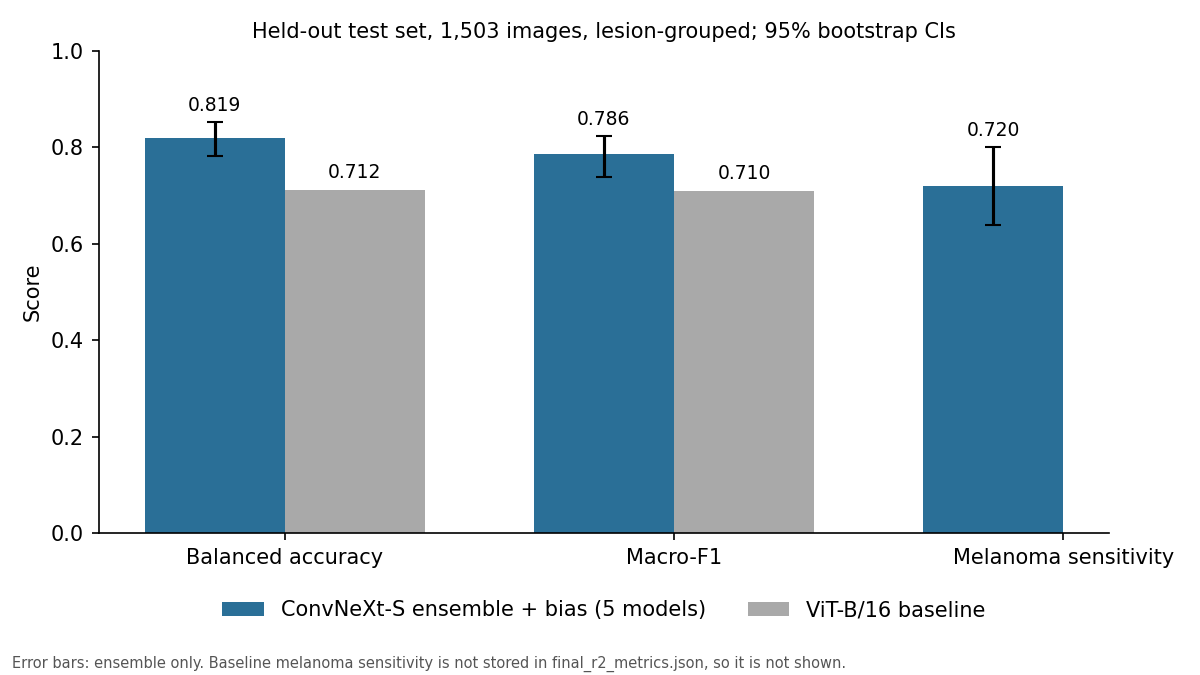 Held-out test set, 1,503 images, lesion-grouped; 95% bootstrap CIs
1.0
0.8
0.6
0.4
0.2
0.0
Score
0.819
0.712
0.786
0.710
0.720
Balanced accuracy
Macro-F1
Melanoma sensitivity
ConvNeXt-S ensemble + bias (5 models)
ViT-B/16 baseline
Error bars: ensemble only. Baseline melanoma sensitivity is not stored in final_r2_metrics.json, so it is not shown.